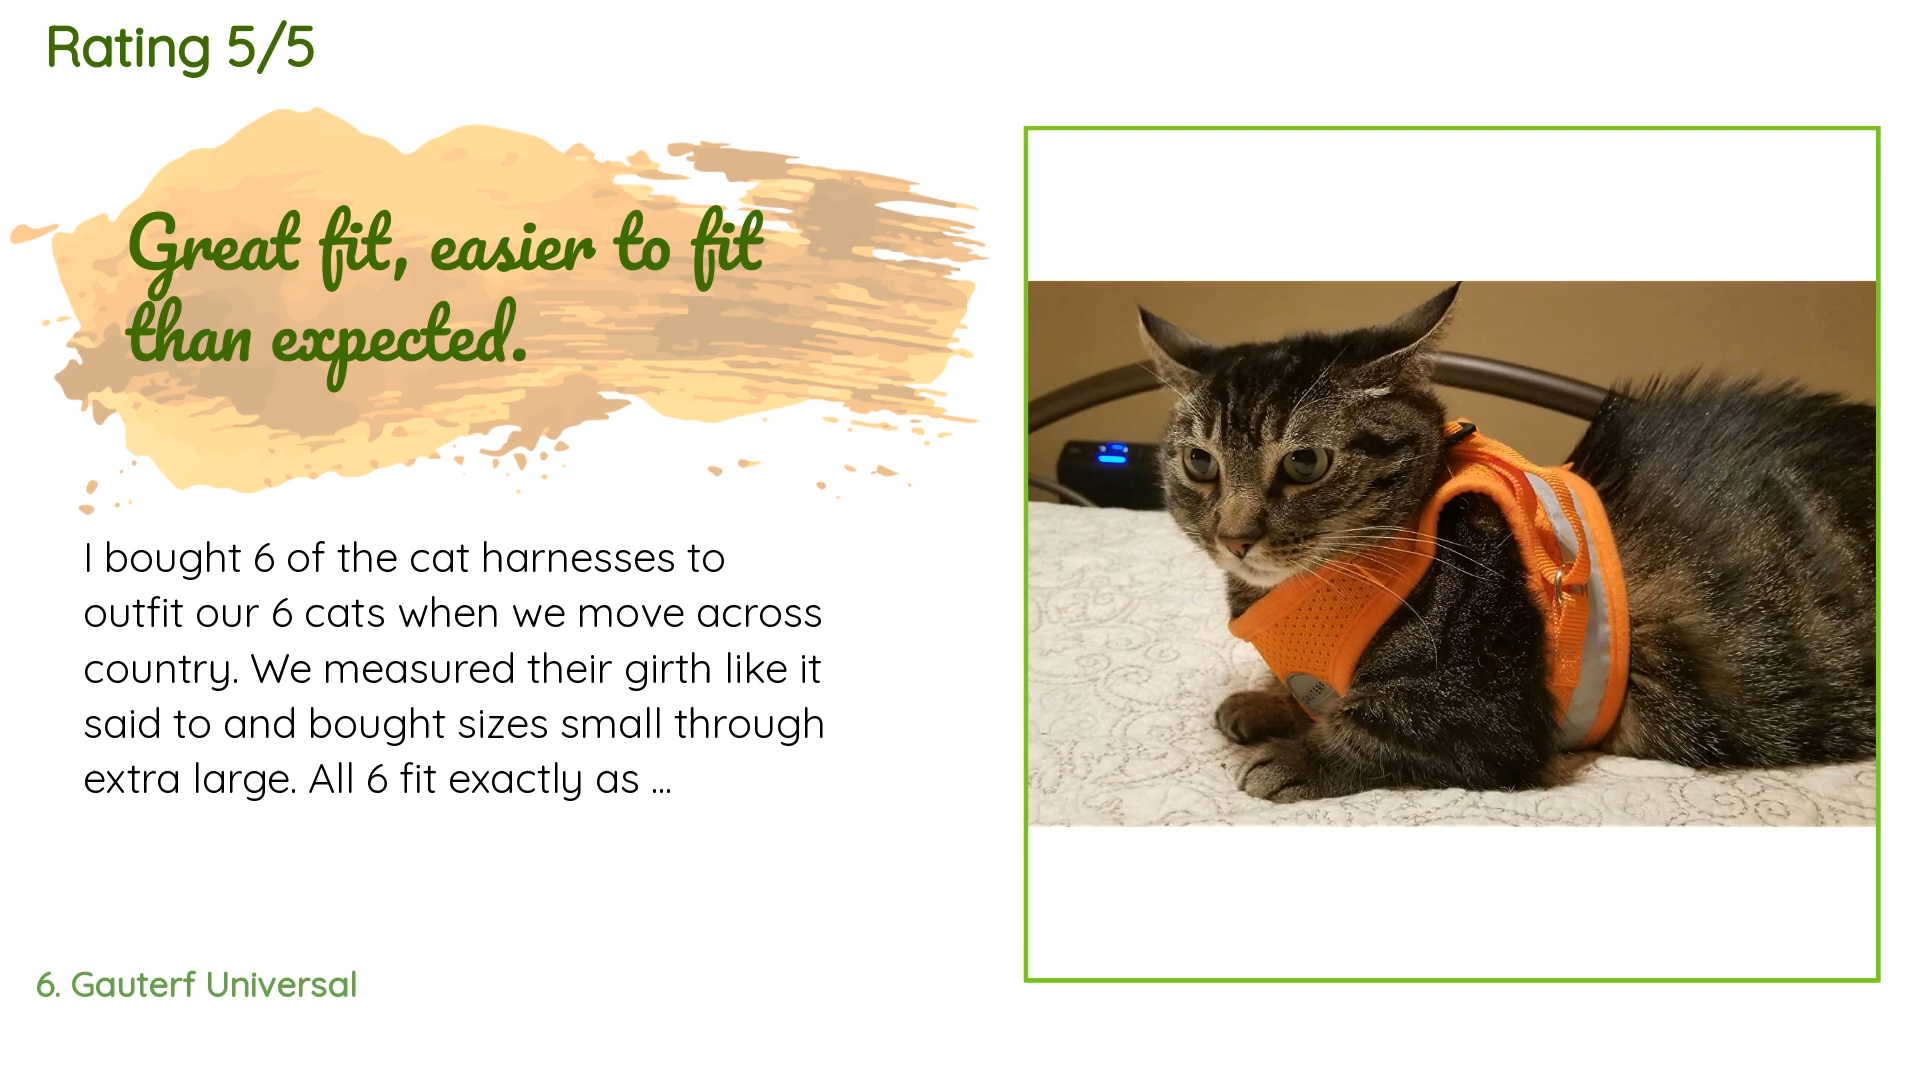 Rating 5/5
Great fit, easier to fit
than expected.
I bought 6 of the cat harnesses to
outfit our 6 cats when we move across
country. We measured their girth like it
said to and bought sizes small through
extra large. All 6 fit exactly as ...
6. Gauterf Universal